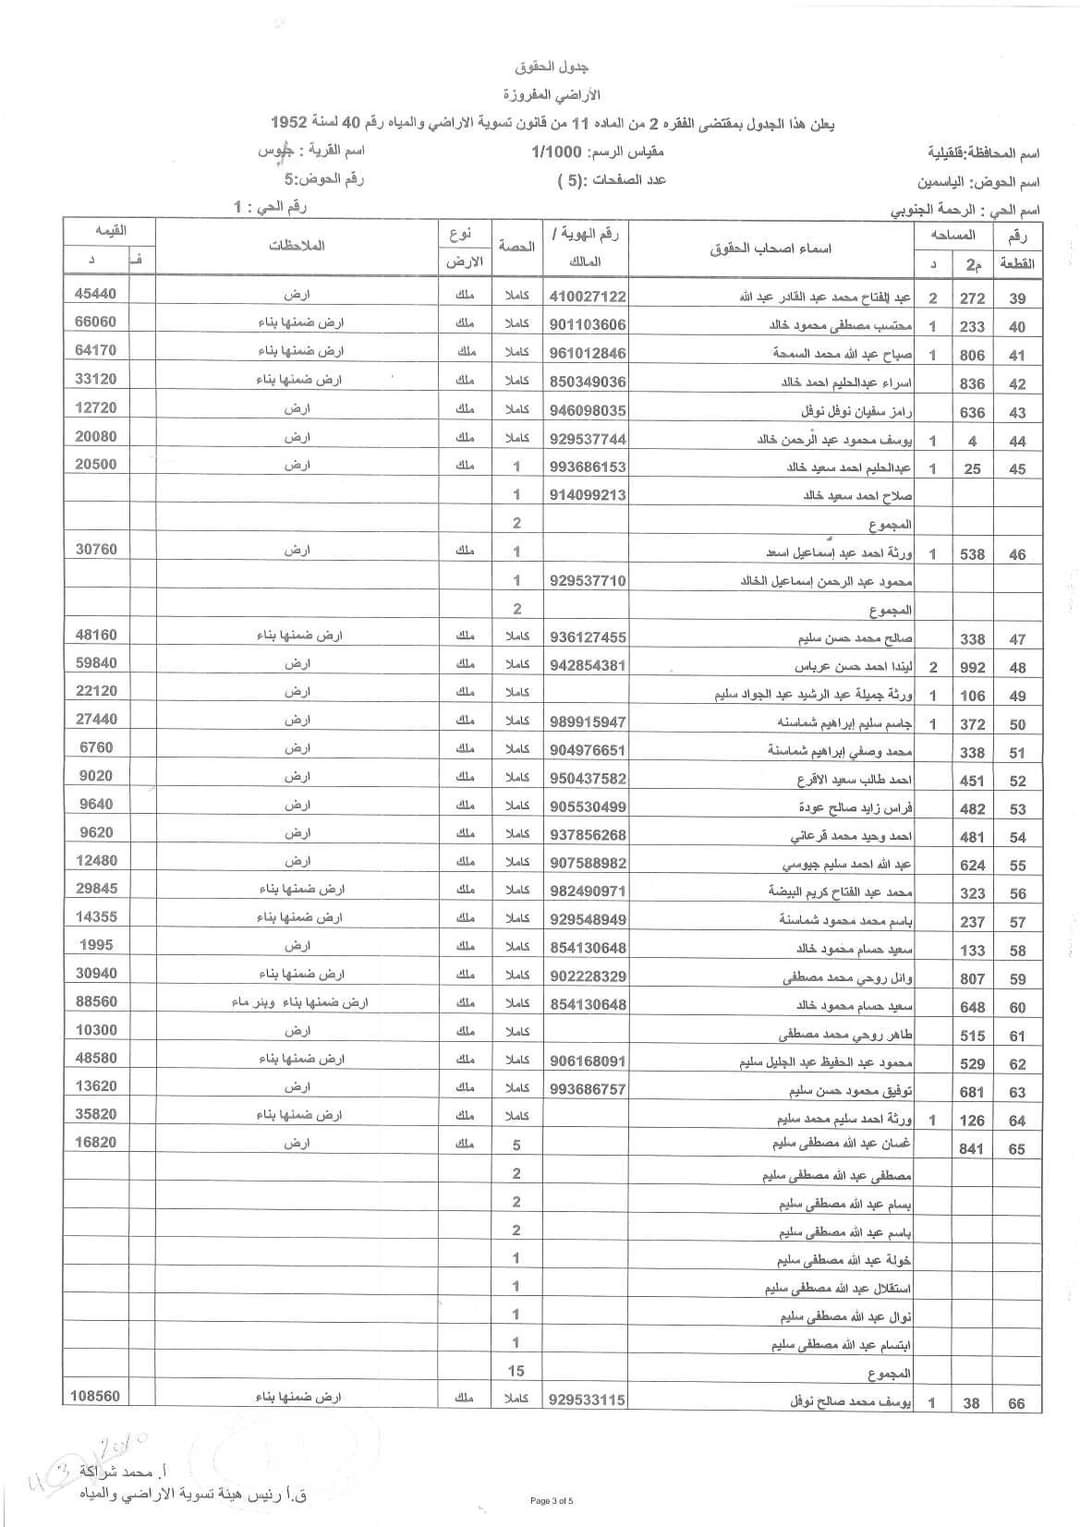 جدول الحقوق
الأراضي المفروزة
يعلن هذا الجدول بمقتضى الفقره 2 من الماده 11 من قانون تسوية الاراضي والمياه رقم 40 لسنة 1952
اسم المحافظة:قلقيلية مقياس الرسم: 1/1000 اسم القرية : جيوس
اسم الحوض: الياسمين عدد الصفحات :(5 ) رقم الحوض:5
اسم الحي : الرحمة الجنوبي رقم الحي : 1
رقم القطعة المساحه م2 د اسماء اصحاب الحقوق رقم الهوية / المالك الحصة نوع الارض الملاحظات القيمه ف د
39 272 2 عبد الفتاح محمد عبد القادر عبد الله 410027122 كاملا ملك ارض 45440
40 233 1 محتسب مصطفى محمود خالد 901103606 كاملا ملك ارض ضمنها بناء 66060
41 806 1 صباح عبد الله محمد السمحة 961012846 كاملا ملك ارض ضمنها بناء 64170
42 836 اسراء عبدالحليم احمد خالد 850349036 كاملا ملك ارض ضمنها بناء 33120
43 636 رامز سفيان نوفل نوفل 946098035 كاملا ملك ارض 12720
44 4 1 يوسف محمود عبد الرحمن خالد 929537744 كاملا ملك ارض 20080
45 25 1 عبدالحليم احمد سعيد خالد 993686153 1 ملك ارض 20500
صلاح احمد سعيد خالد 914099213 1
المجموع 2
46 538 1 ورثة احمد عبد إسماعيل اسعد 1 ملك ارض 30760
محمود عبد الرحمن إسماعيل الخالد 929537710 1
المجموع 2
47 338 صالح محمد حسن سليم 936127455 كاملا ملك ارض ضمنها بناء 48160
48 992 2 ليندا احمد حسن عرباس 942854381 كاملا ملك ارض 59840
49 106 1 ورثة جميلة عبد الرشيد عبد الجواد سليم كاملا ملك ارض 22120
50 372 1 جاسم سليم إبراهيم شماسنه 989915947 كاملا ملك ارض 27440
51 338 محمد وصفي إبراهيم شماسنة 904976651 كاملا ملك ارض 6760
52 451 احمد طالب سعيد الاقرع 950437582 كاملا ملك ارض 9020
53 482 فراس زايد صالح عودة 905530499 كاملا ملك ارض 9640
54 481 احمد وحيد محمد قرعاني 937856268 كاملا ملك ارض 9620
55 624 عبد الله احمد سليم جيوسي 907588982 كاملا ملك ارض 12480
56 323 محمد عبد الفتاح كريم البيضة 982490971 كاملا ملك ارض ضمنها بناء 29845
57 237 باسم محمد محمود شماسنة 929548949 كاملا ملك ارض ضمنها بناء 14355
58 133 سعيد حسام محمود خالد 854130648 كاملا ملك ارض 1995
59 807 وائل روحي محمد مصطفى 902228329 كاملا ملك ارض ضمنها بناء 30940
60 648 سعيد حسام محمود خالد 854130648 كاملا ملك ارض ضمنها بناء وبئر ماء 88560
61 515 طاهر روحي محمد مصطفى كاملا ملك ارض 10300
62 529 محمود عبد الحفيظ عبد الجليل سليم 906168091 كاملا ملك ارض ضمنها بناء 48580
63 681 توفيق محمود حسن سليم 993686757 كاملا ملك ارض 13620
64 126 1 ورثة احمد سليم محمد سليم كاملا ملك ارض ضمنها بناء 35820
65 841 غسان عبد الله مصطفى سليم 5 ملك ارض 16820
مصطفى عبد الله مصطفى سليم 2
بسام عبد الله مصطفى سليم 2
باسم عبد الله مصطفى سليم 2
خولة عبد الله مصطفى سليم 1
استقلال عبد الله مصطفى سليم 1
نوال عبد الله مصطفى سليم 1
ابتسام عبد الله مصطفى سليم 1
المجموع 15
66 38 1 يوسف محمد صالح نوفل 929533115 كاملا ملك ارض ضمنها بناء 108560
أ. محمد شراكة
ق.أ رئيس هيئة تسوية الاراضي والمياه
Page 3 of 5